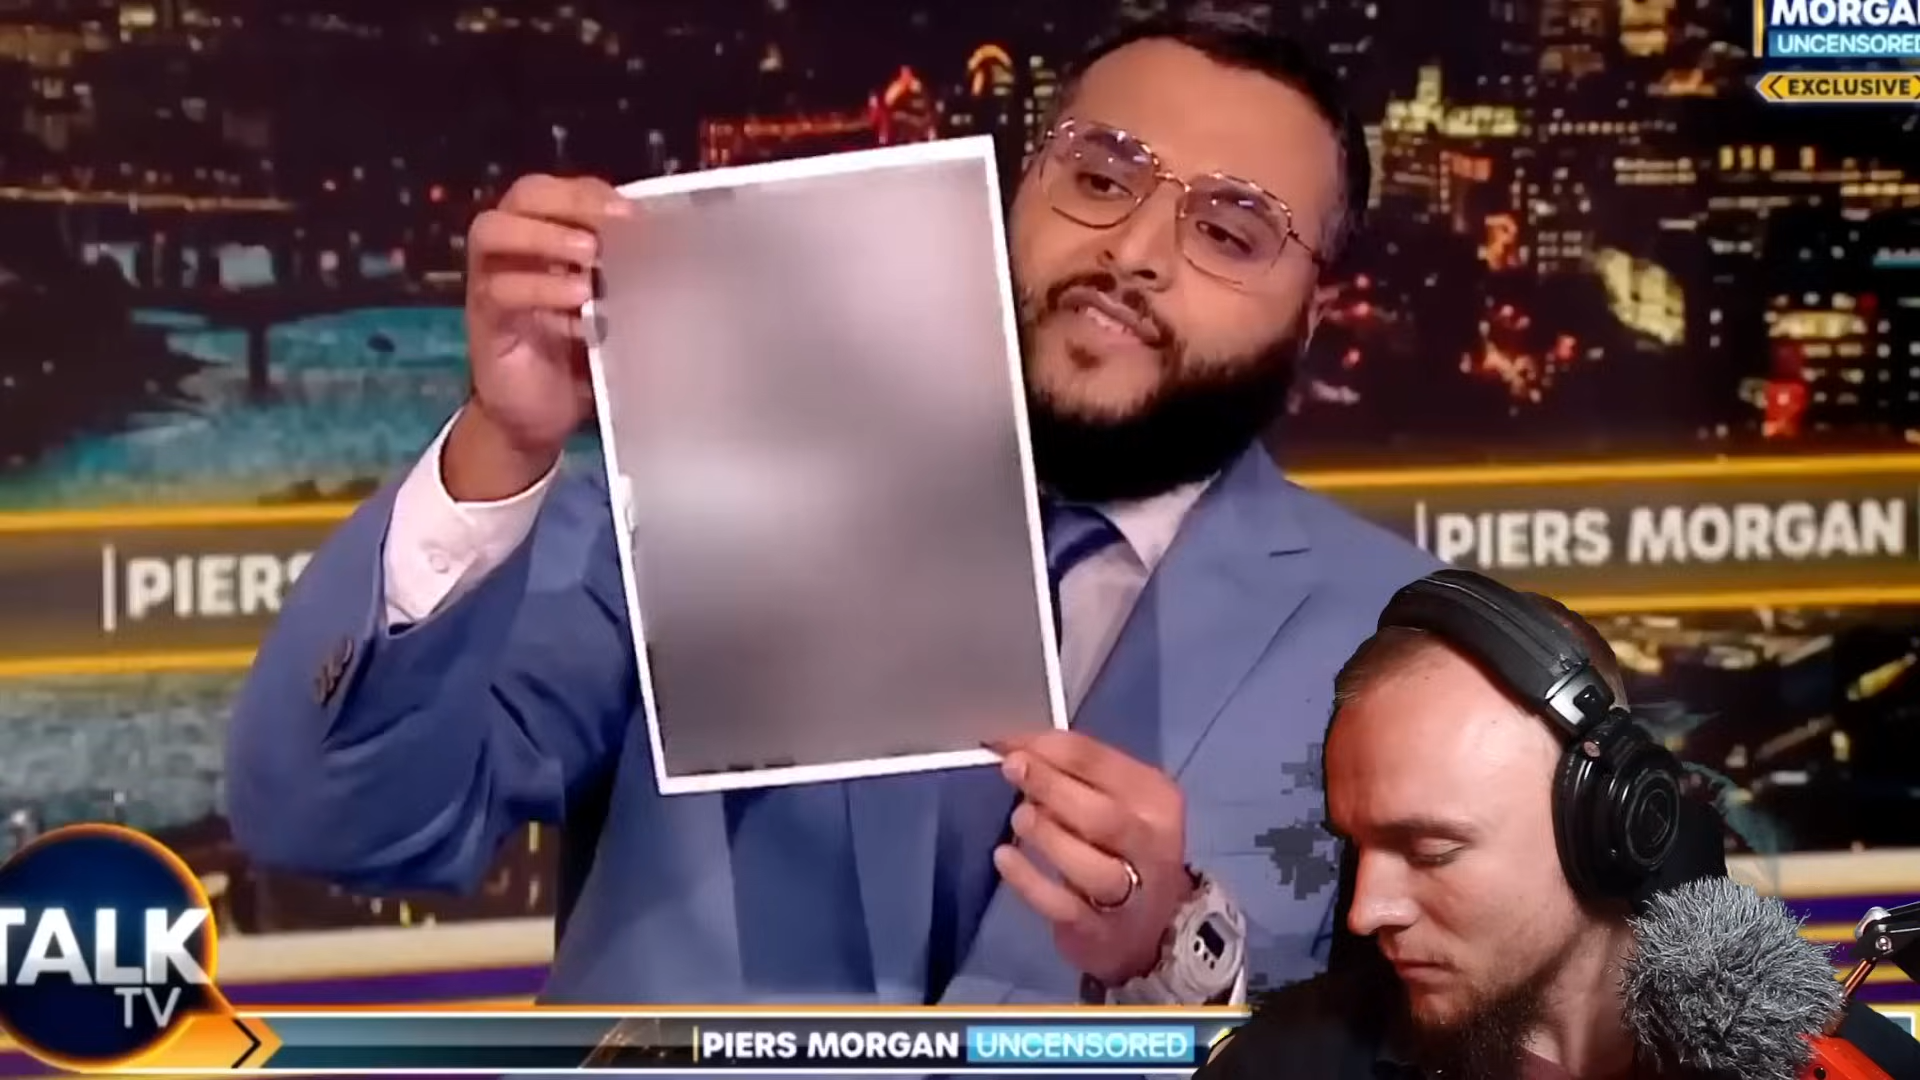 MORGAN
UNCENSORED
EXCLUSIVE
PIERS
PIERS MORGAN
TALK
TV
PIERS MORGAN UNCENSORED